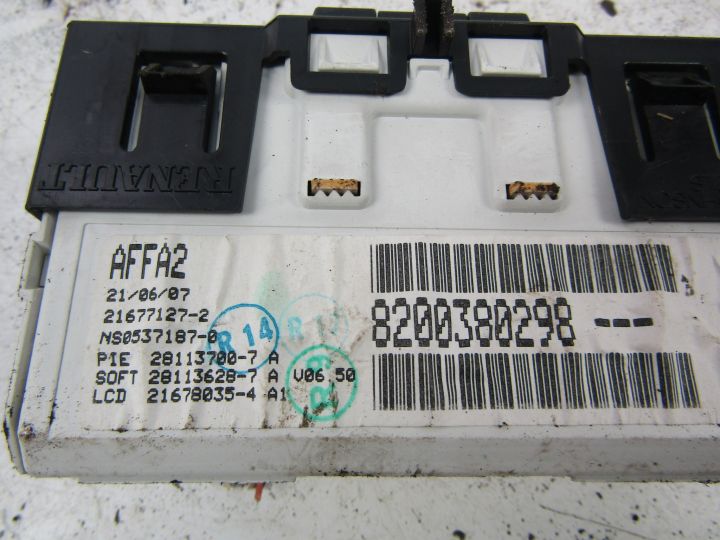 RENAULT
AFFA2
21/06/07
21677127-2
NS0537187-0
PIE 28113700-7 A
SOFT 28113628-7 A V06.50
LCD 21678035-4 A1
R 14
R
8200380298 ---